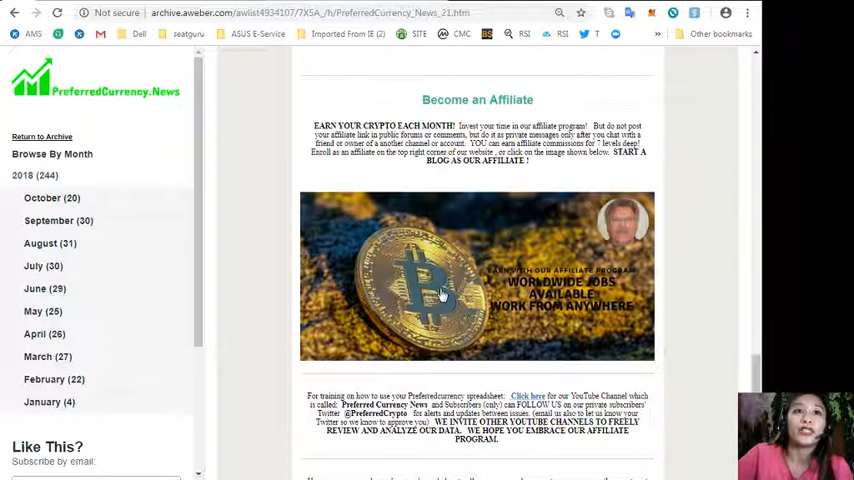 archive.aweber.com/awlist4934107/7X5A_/h/PreferredCurrency_News_21.htm
AMS
Dell
seatguru
ASUS E-Service
Imported From IE (2)
SITE
CMC
BS
RSI
RSI
T
»
Other bookmarks
PreferredCurrency.News
Return to Archive
Browse By Month
2018 (244)
October (20)
September (30)
August (31)
July (30)
June (29)
May (25)
April (26)
March (27)
February (22)
January (4)
Like This?
Subscribe by email:
Become an Affiliate
EARN YOUR CRYPTO EACH MONTH! Invest your time in our affiliate program! But do not post
your affiliate link in public forums or comments, but do it as private messages only after you chat with a
friend or owner of a another channel or account. YOU can earn affiliate commissions for 7 levels deep!
Enroll as an affiliate on the top right corner of our website , or click on the image shown below. START A
BLOG AS OUR AFFILIATE !
EARN WITH OUR AFFILIATE PROGRAM
WORLDWIDE JOBS
AVAILABLE
WORK FROM ANYWHERE
For training on how to use your Preferredcurrency spreadsheet: Click here for our YouTube Channel which
is called: Preferred Currency News and Subscribers (only) can FOLLOW US on our private subscribers'
Twitter @PreferredCrypto for alerts and updates between issues. (email us also to let us know your
Twitter so we know to approve you) WE INVITE OTHER YOUTUBE CHANNELS TO FREELY
REVIEW AND ANALYZE OUR DATA. WE HOPE YOU EMBRACE OUR AFFILIATE
PROGRAM.